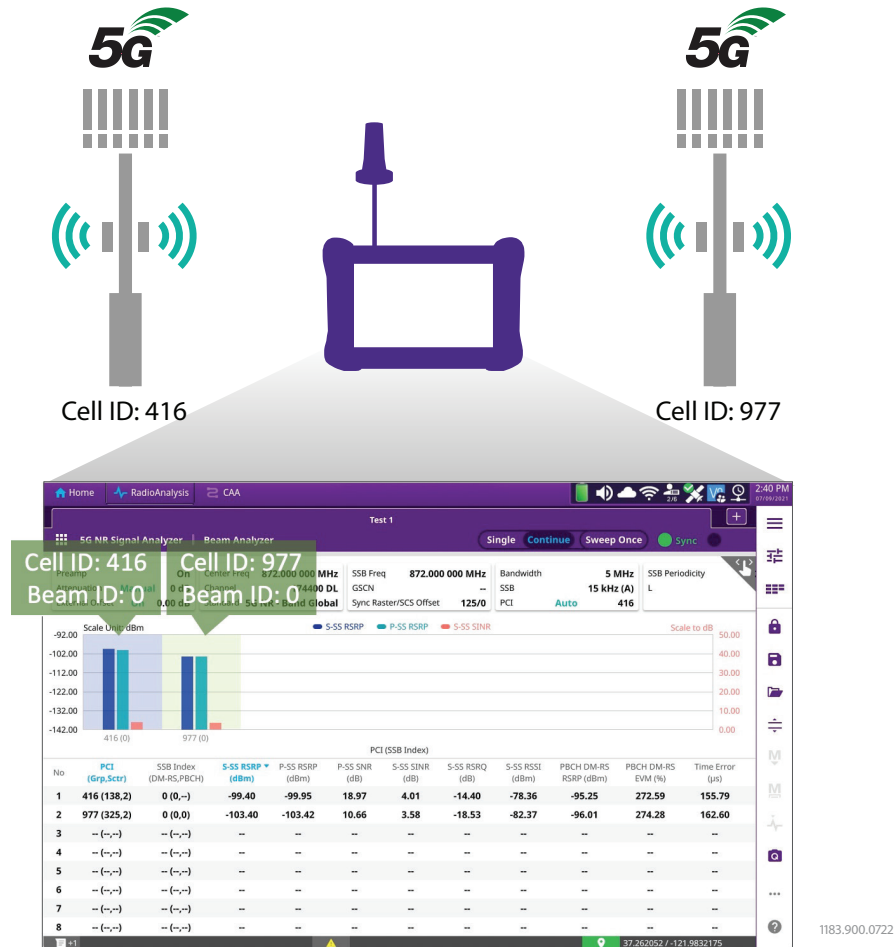 5G 5G
Cell ID: 416 Cell ID: 977
Home RadioAnalysis CAA 2/6 2:40 PM
07/09/2021
Test 1 +
5G NR Signal Analyzer Beam Analyzer Single Continue Sweep Once Sync
Cell ID: 416 Cell ID: 977
Beam ID: 0 Beam ID: 0
Preamp On Center Freq 872.000 000 MHz SSB Freq 872.000 000 MHz Bandwidth 5 MHz SSB Periodicity
0 dB 74400 DL GSCN -- SSB 15 kHz (A) L
0.00 dB 5G NR - Band Global Sync Raster/SCS Offset 125/0 PCI Auto 416
Scale Unit: dBm S-SS RSRP P-SS RSRP S-SS SINR Scale to dB
-92.00 50.00
-102.00 40.00
-112.00 30.00
-122.00 20.00
-132.00 10.00
-142.00 0.00
416 (0) 977 (0)
PCI (SSB Index)
No PCI (Grp,Sctr) SSB Index (DM-RS,PBCH) S-SS RSRP (dBm) P-SS RSRP (dBm) P-SS SNR (dB) S-SS SINR (dB) S-SS RSRQ (dB) S-SS RSSI (dBm) PBCH DM-RS RSRP (dBm) PBCH DM-RS EVM (%) Time Error (μs)
1 416 (138,2) 0 (0,--) -99.40 -99.95 18.97 4.01 -14.40 -78.36 -95.25 272.59 155.79
2 977 (325,2) 0 (0,0) -103.40 -103.42 10.66 3.58 -18.53 -82.37 -96.01 274.28 162.60
3 -- (--,--) -- (--,--) -- -- -- -- -- -- -- -- --
4 -- (--,--) -- (--,--) -- -- -- -- -- -- -- -- --
5 -- (--,--) -- (--,--) -- -- -- -- -- -- -- -- --
6 -- (--,--) -- (--,--) -- -- -- -- -- -- -- -- --
7 -- (--,--) -- (--,--) -- -- -- -- -- -- -- -- --
8 -- (--,--) -- (--,--) -- -- -- -- -- -- -- -- --
+1 37.262052 / -121.9832175
1183.900.0722